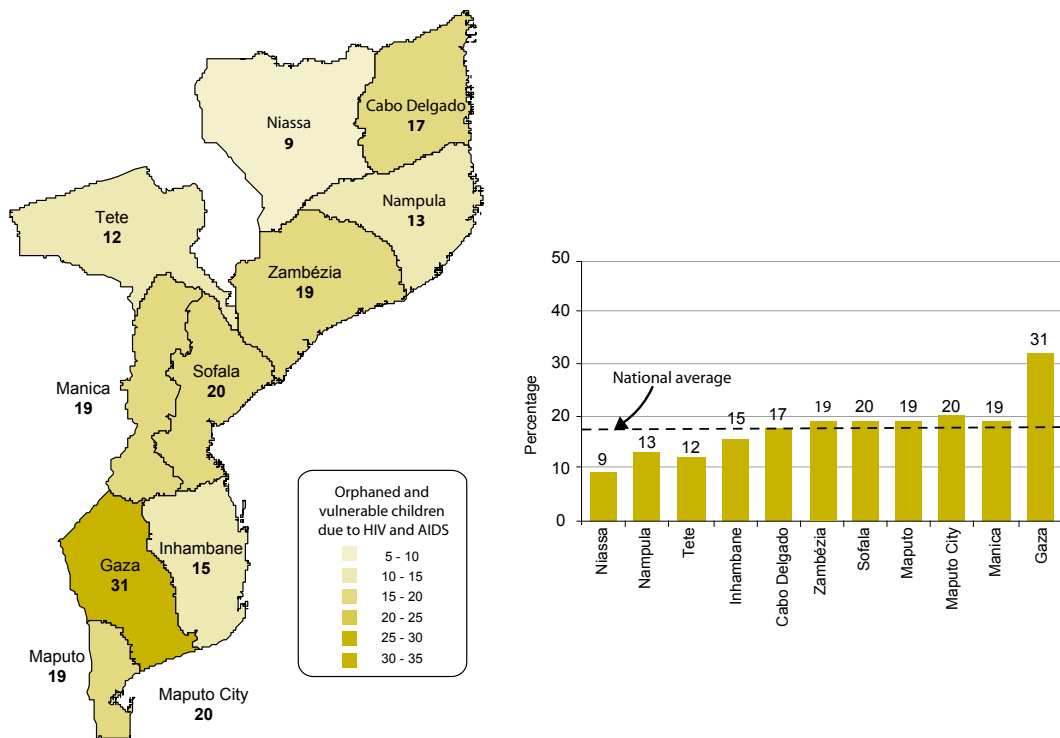 Cabo Delgado
17
Niassa
9
Nampula
13
Tete
12
Zambézia
19
Sofala
20
Manica
19
Inhambane
15
Gaza
31
Maputo
19
Maputo City
20
Orphaned and
vulnerable children
due to HIV and AIDS
5 - 10
10 - 15
15 - 20
20 - 25
25 - 30
30 - 35
Percentage
50
40
30
20
10
0
National average
9
13
12
15
17
19
20
19
20
19
31
Niassa
Nampula
Tete
Inhambane
Cabo Delgado
Zambézia
Sofala
Maputo
Maputo City
Manica
Gaza